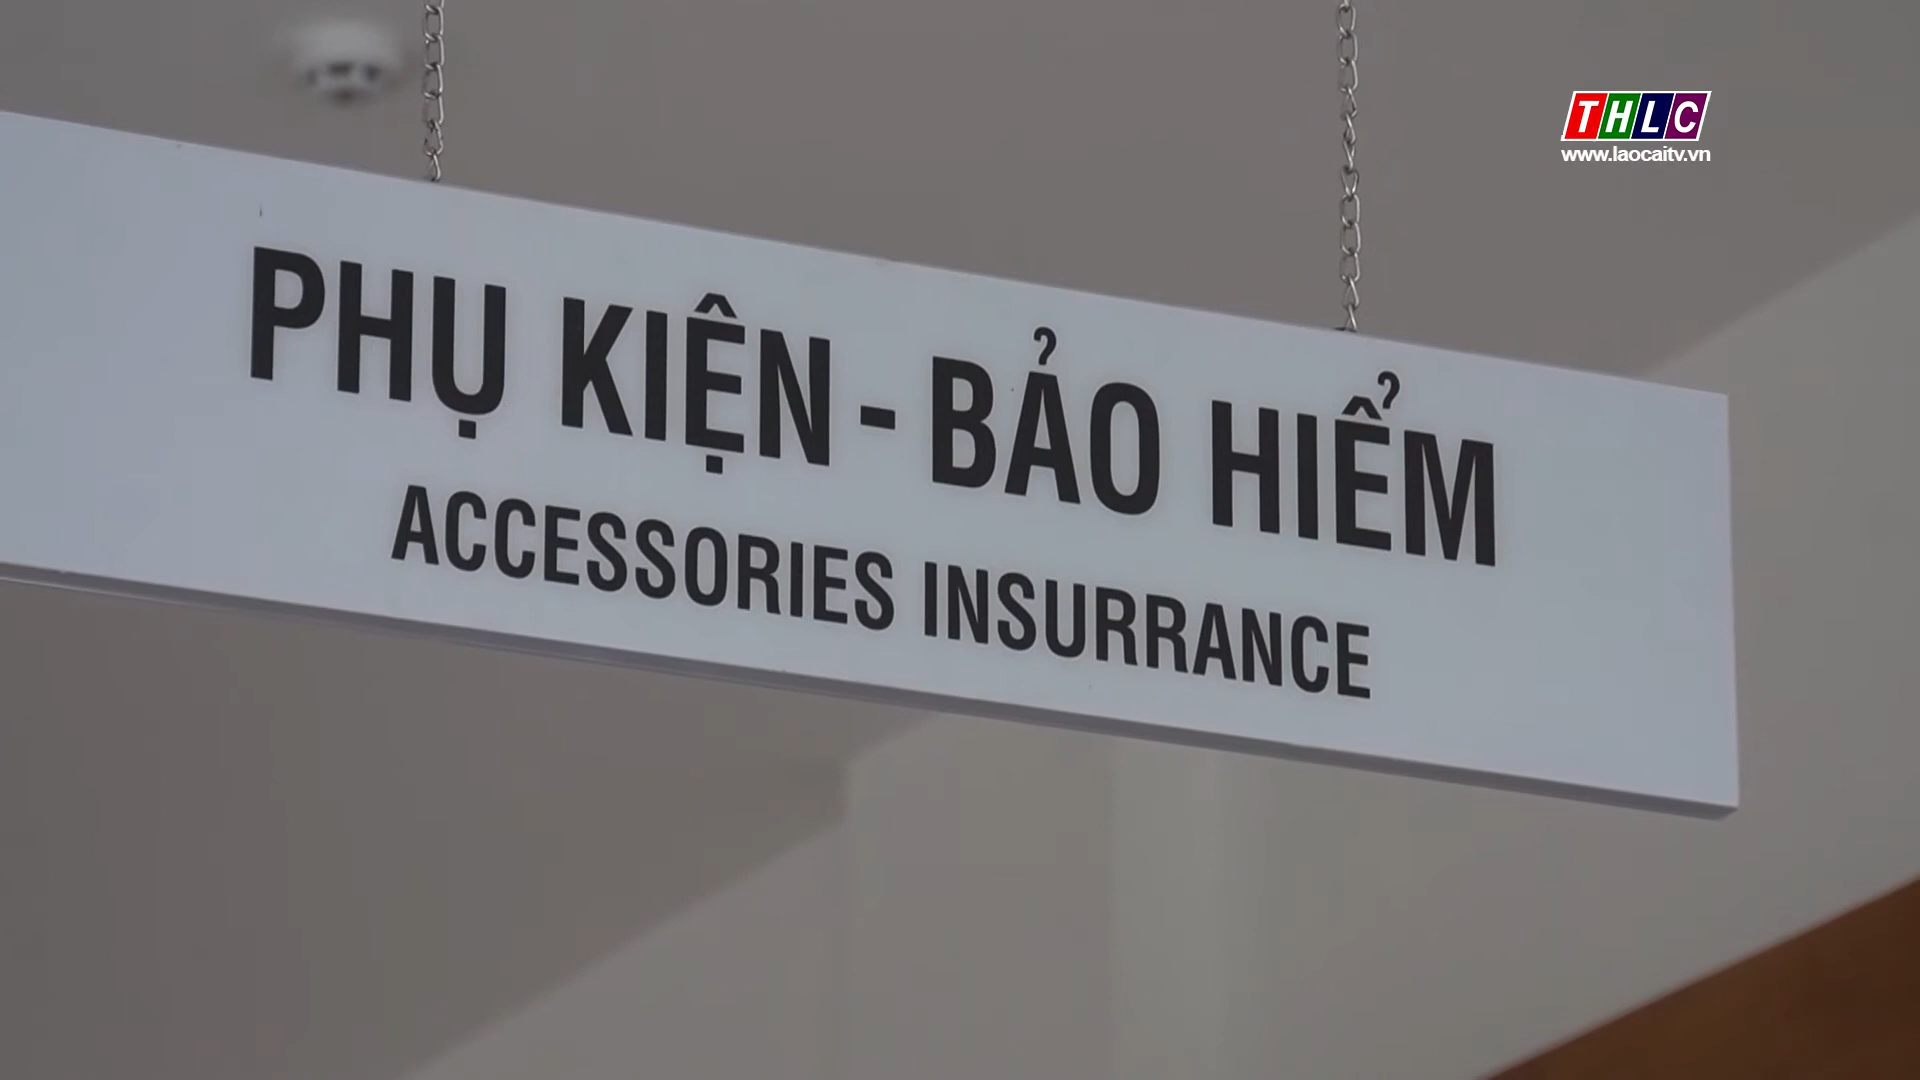 THLC
www.laocaitv.vn
PHỤ KIỆN - BẢO HIỂM
ACCESSORIES INSURRANCE